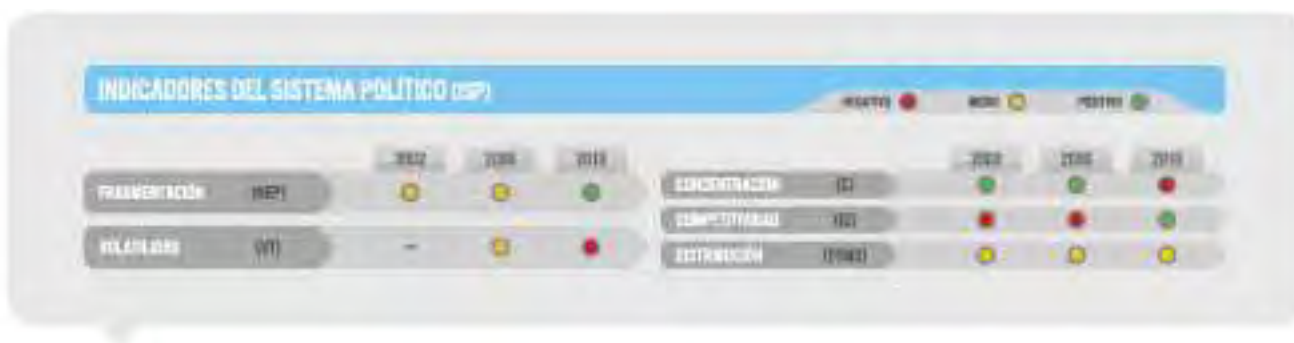 INDICADORES DEL SISTEMA POLÍTICO (ISP)
NEGATIVO MEDIO POSITIVO
2002 2006 2010
FRAGMENTACIÓN (NEP)
VOLATILIDAD (VT) -
2002 2006 2010
CONCENTRACIÓN (C)
COMPETITIVIDAD
DISTRIBUCIÓN